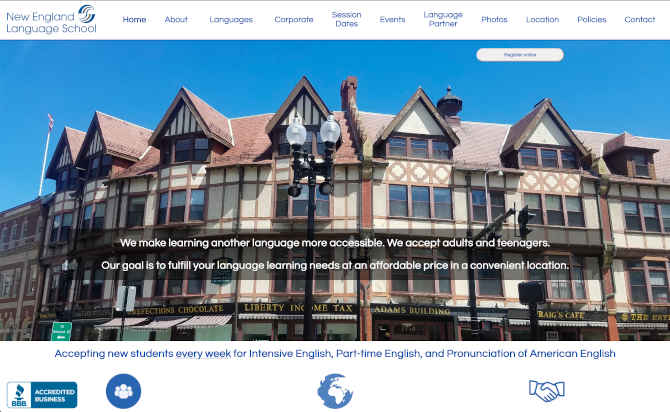 New England
Language School
Home
About
Languages
Corporate
Session
Dates
Events
Language
Partner
Photos
Location
Policies
Contact
Register online
We make learning another language more accessible. We accept adults and teenagers.
Our goal is to fulfill your language learning needs at an affordable price in a convenient location.
PERFECTIONS CHOCOLATE
LIBERTY INCOME TAX
ADAMS BUILDING
CRAIG'S CAFE
Accepting new students every week for Intensive English, Part-time English, and Pronunciation of American English
BBB
ACCREDITED
BUSINESS